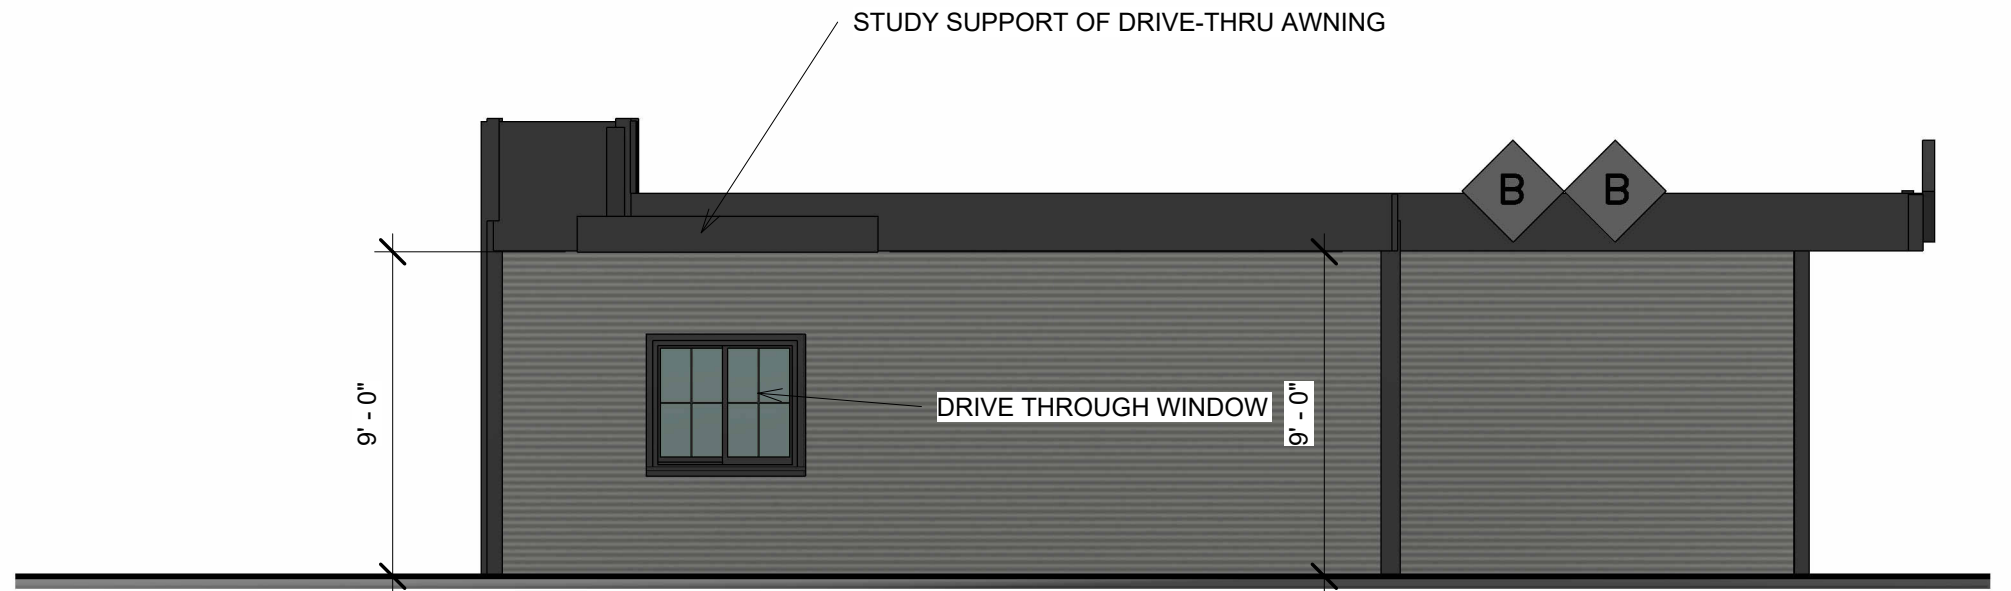 STUDY SUPPORT OF DRIVE-THRU AWNING
B B
9' - 0"
DRIVE THROUGH WINDOW
9' - 0"